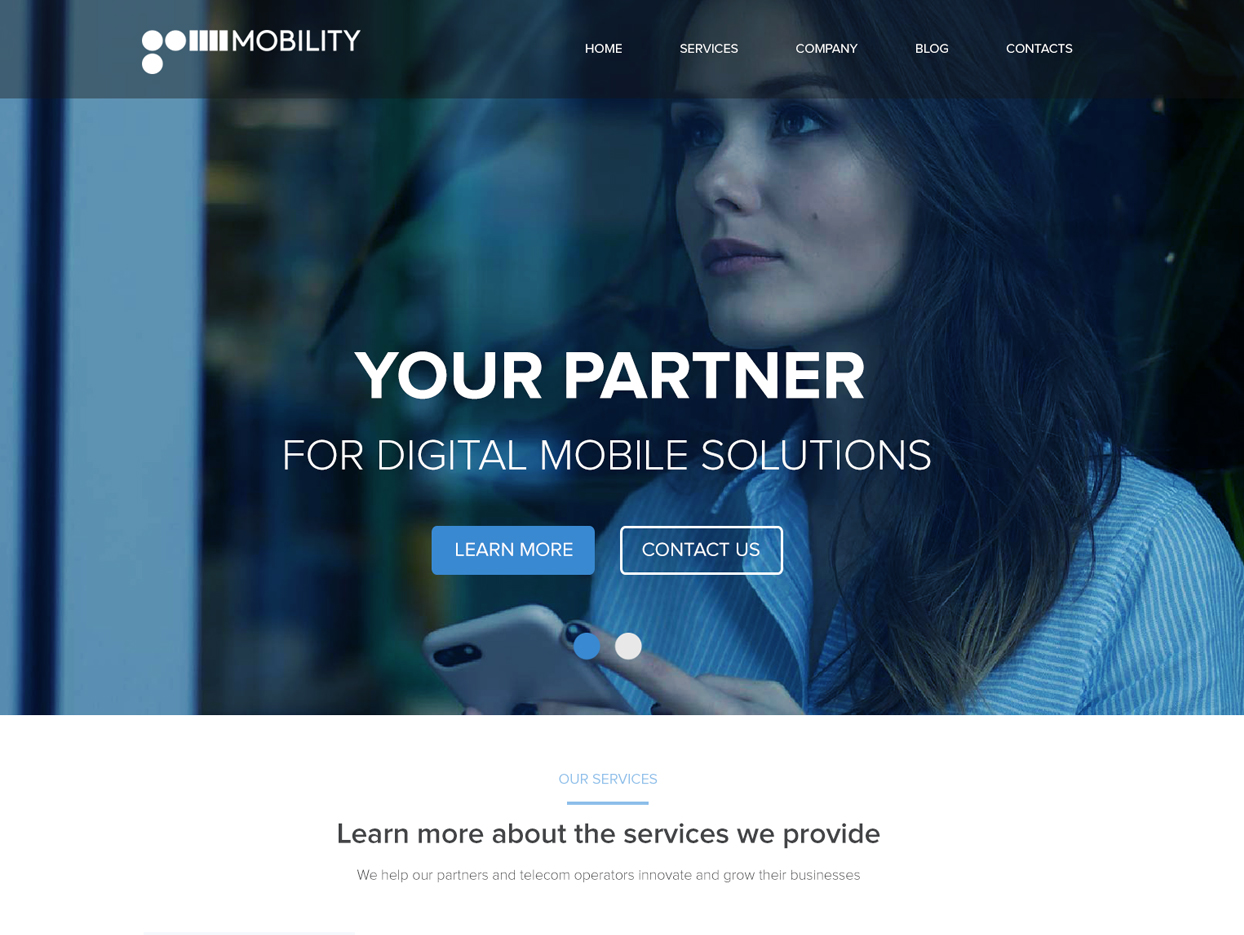 MOBILITY
HOME SERVICES COMPANY BLOG CONTACTS
YOUR PARTNER
FOR DIGITAL MOBILE SOLUTIONS
LEARN MORE CONTACT US
OUR SERVICES
Learn more about the services we provide
We help our partners and telecom operators innovate and grow their businesses